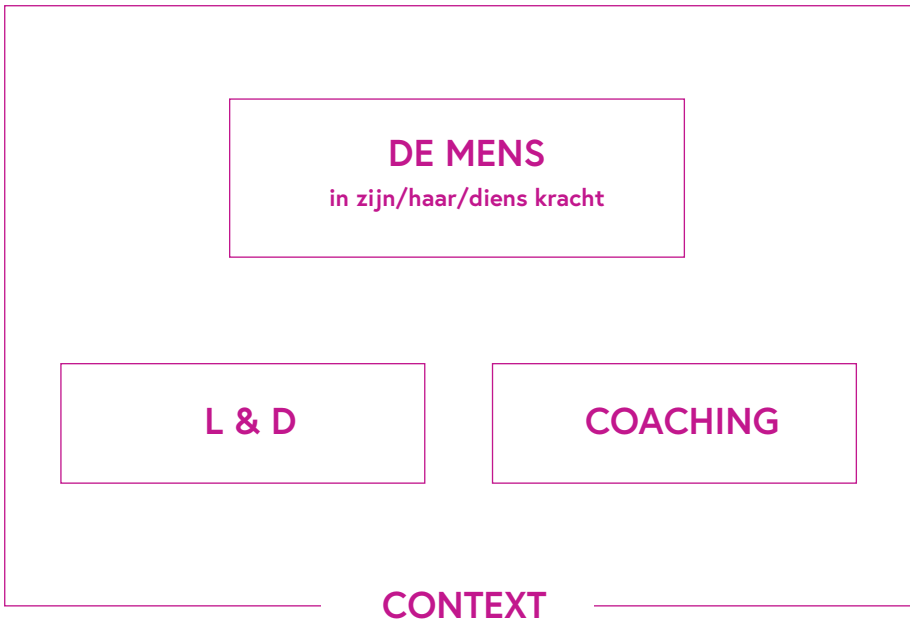 DE MENS
in zijn/haar/diens kracht
L & D
COACHING
CONTEXT